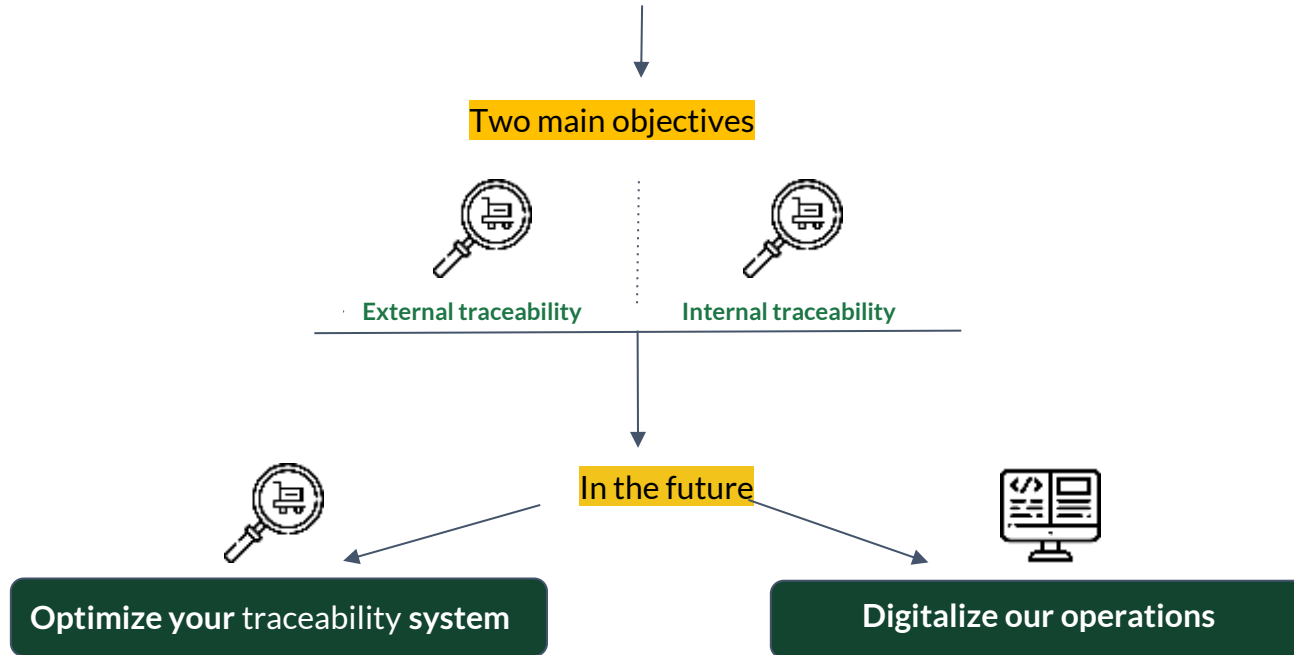 Two main objectives
External traceability
Internal traceability
In the future
</>
Optimize your traceability system
Digitalize our operations